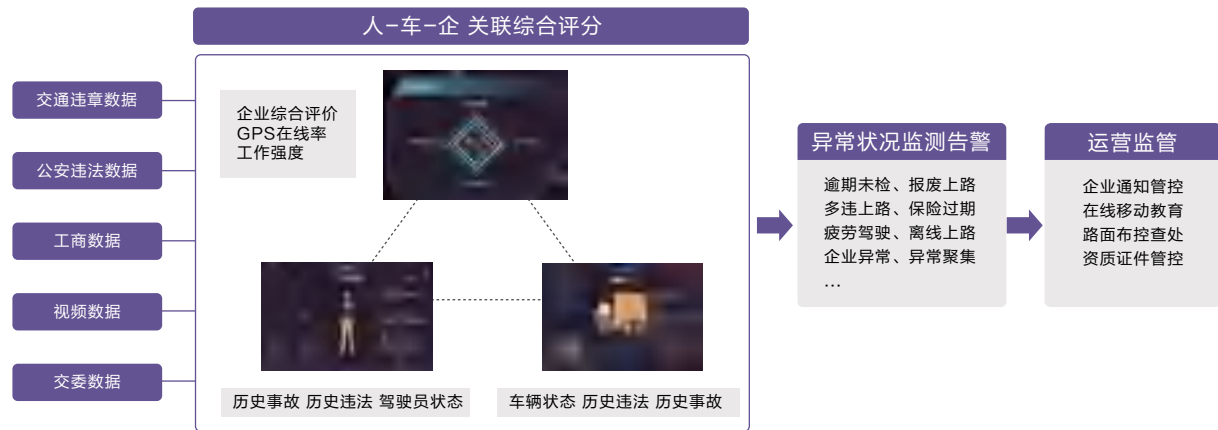 人-车-企 关联综合评分
交通违章数据
公安违法数据
工商数据
视频数据
交委数据
企业综合评价
GPS在线率
工作强度
历史事故 历史违法 驾驶员状态
车辆状态 历史违法 历史事故
异常状况监测告警
逾期未检、报废上路
多违上路、保险过期
疲劳驾驶、离线上路
企业异常、异常聚集
…
运营监管
企业通知管控
在线移动教育
路面布控查处
资质证件管控